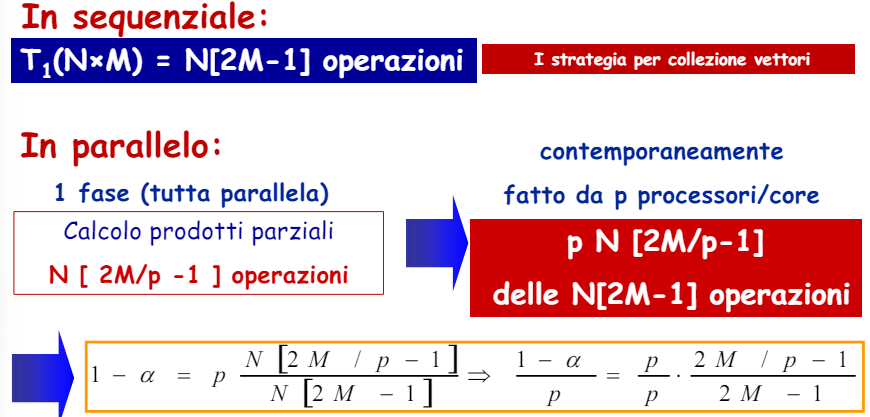 In sequenziale:
T₁(N×M) = N[2M-1] operazioni
I strategia per collezione vettori
In parallelo:
contemporaneamente
1 fase (tutta parallela)
fatto da p processori/core
Calcolo prodotti parziali
p N [2M/p-1]
N [ 2M/p -1 ] operazioni
delle N[2M-1] operazioni
1 - α = p N [2 M / p - 1] / N [2 M - 1] ⇒ 1 - α / p = p / p · 2 M / p - 1 / 2 M - 1